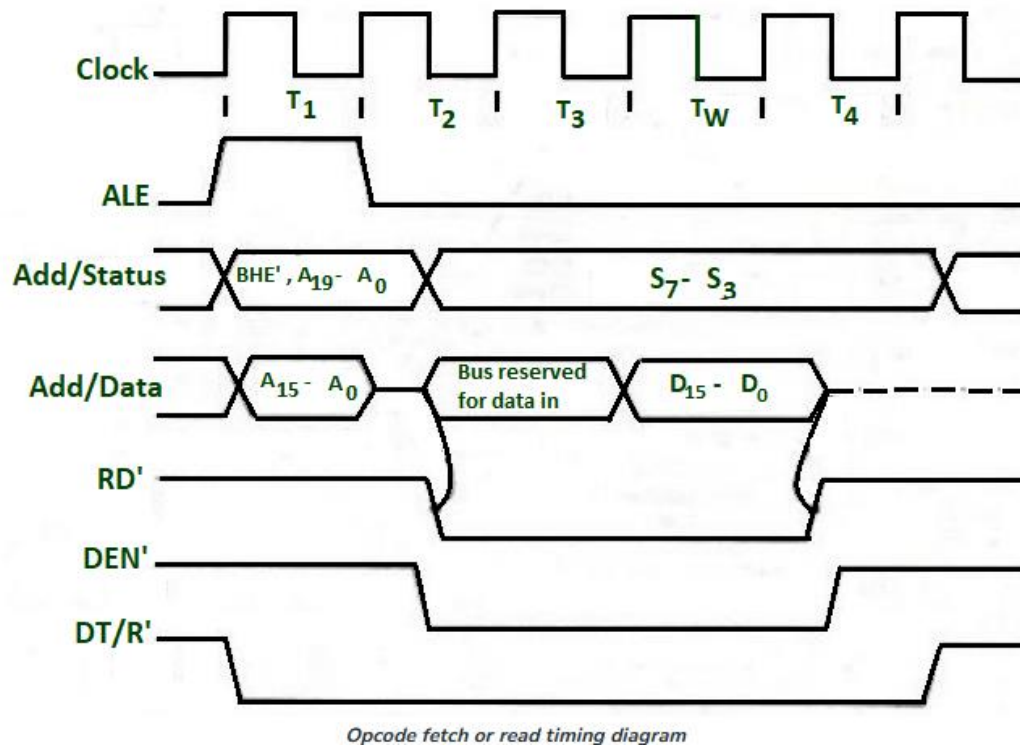 Clock
T1 T2 T3 TW T4
ALE
Add/Status BHE', A19- A0 S7- S3
Add/Data A15- A0 Bus reserved for data in D15- D0
RD'
DEN'
DT/R'
Opcode fetch or read timing diagram